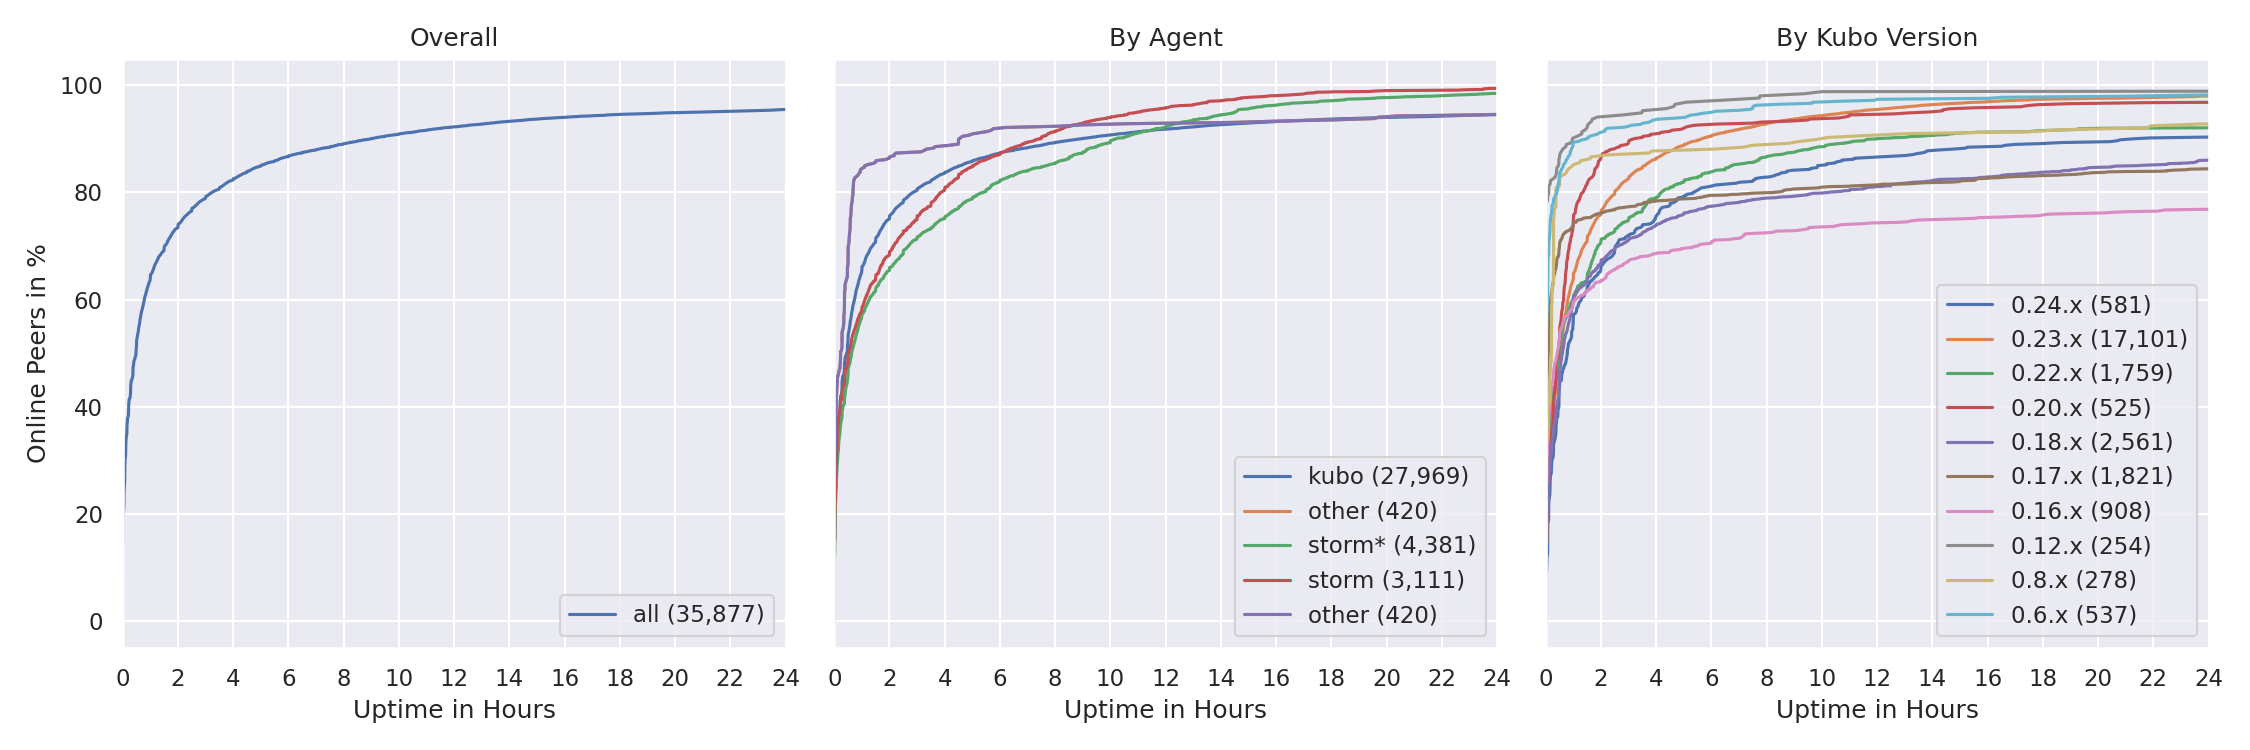 Overall
By Agent
By Kubo Version
Online Peers in %
100
80
60
40
20
0
all (35,877)
kubo (27,969)
other (420)
storm* (4,381)
storm (3,111)
other (420)
0.24.x (581)
0.23.x (17,101)
0.22.x (1,759)
0.20.x (525)
0.18.x (2,561)
0.17.x (1,821)
0.16.x (908)
0.12.x (254)
0.8.x (278)
0.6.x (537)
0 2 4 6 8 10 12 14 16 18 20 22 24
0 2 4 6 8 10 12 14 16 18 20 22 24
0 2 4 6 8 10 12 14 16 18 20 22 24
Uptime in Hours
Uptime in Hours
Uptime in Hours